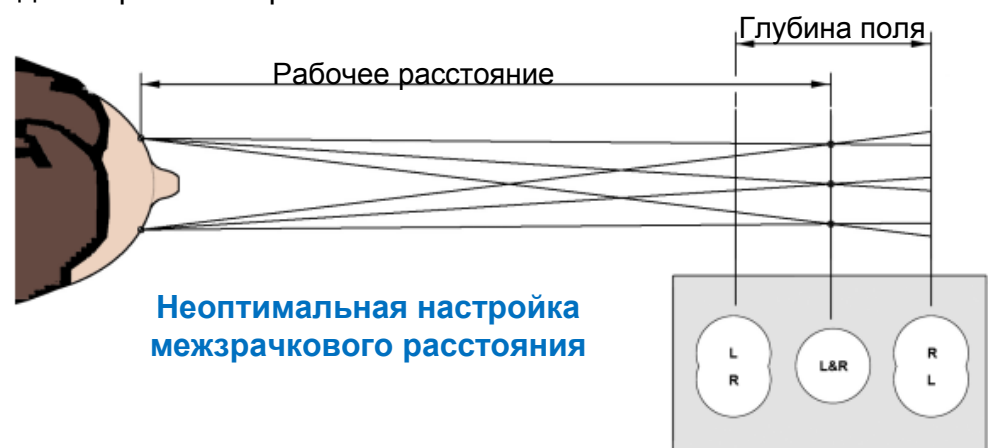 Глубина поля
Рабочее расстояние
Неоптимальная настройка
межзрачкового расстояния
L
R
L&R
R
L